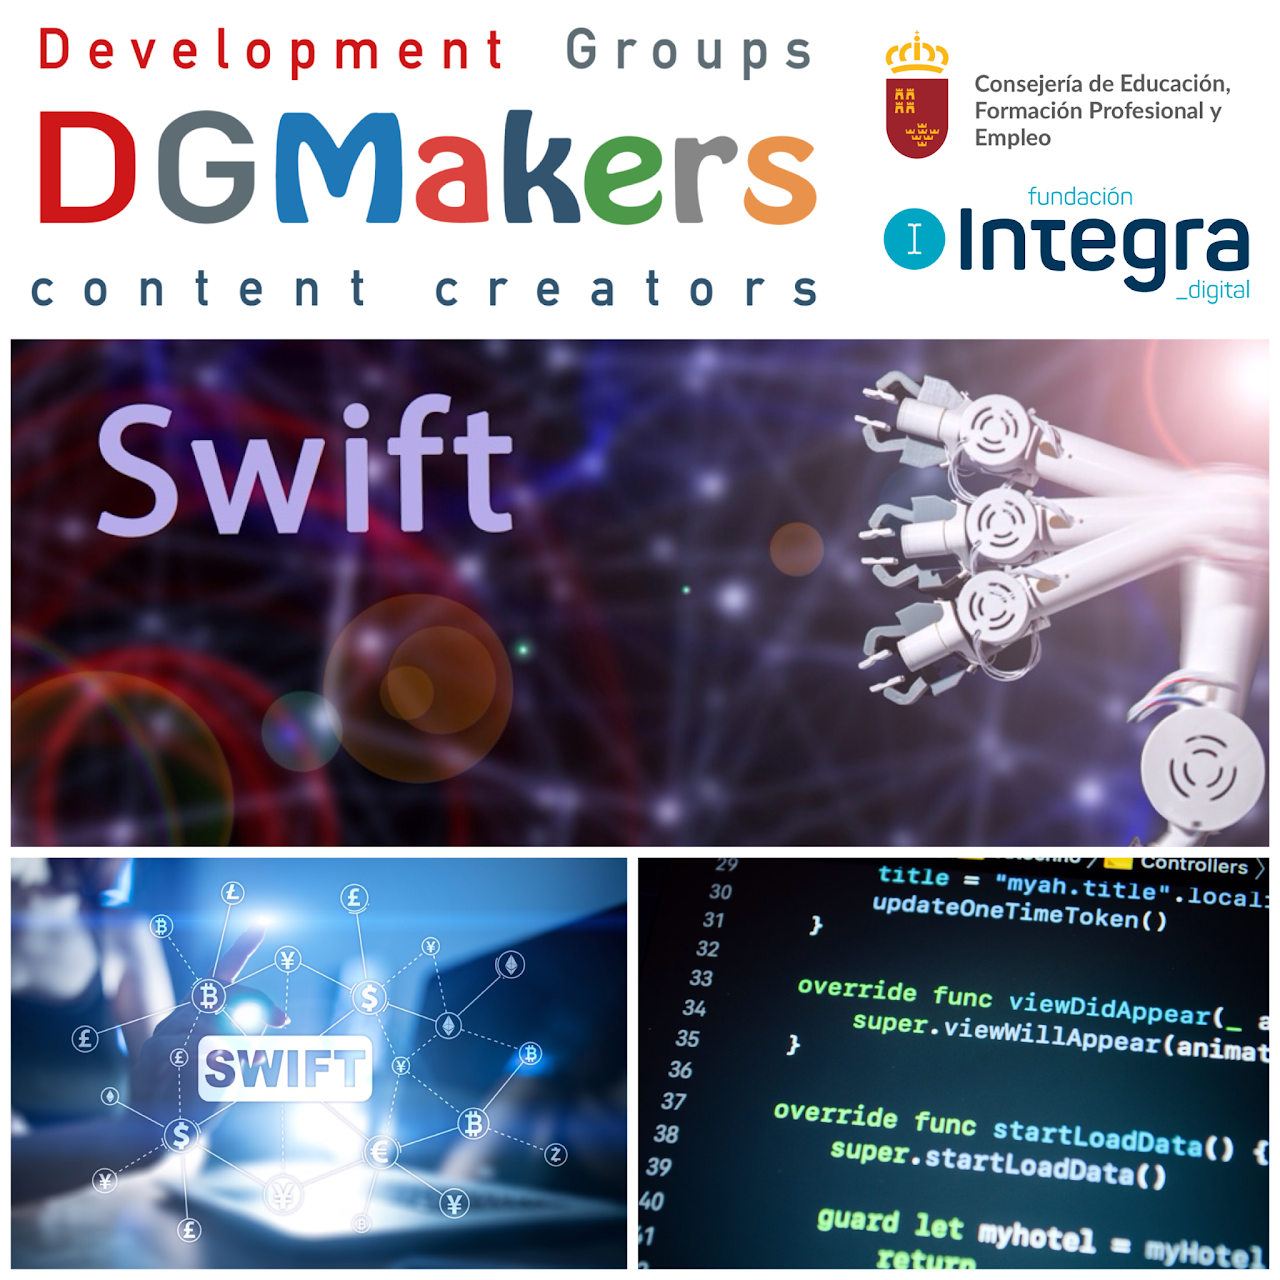 Development Groups
DGMakers
content creators
Consejería de Educación,
Formación Profesional y
Empleo
fundación
Integra
_digital
Swift
SWIFT
Controllers
29
30 title = "myah.title".local
31 updateOneTimeToken()
32 }
33
34 override func viewDidAppear(_ a
35 super.viewWillAppear(animat
36 }
37
38 override func startLoadData() {
39 super.startLoadData()
40
41 guard let myhotel = myHotel
return